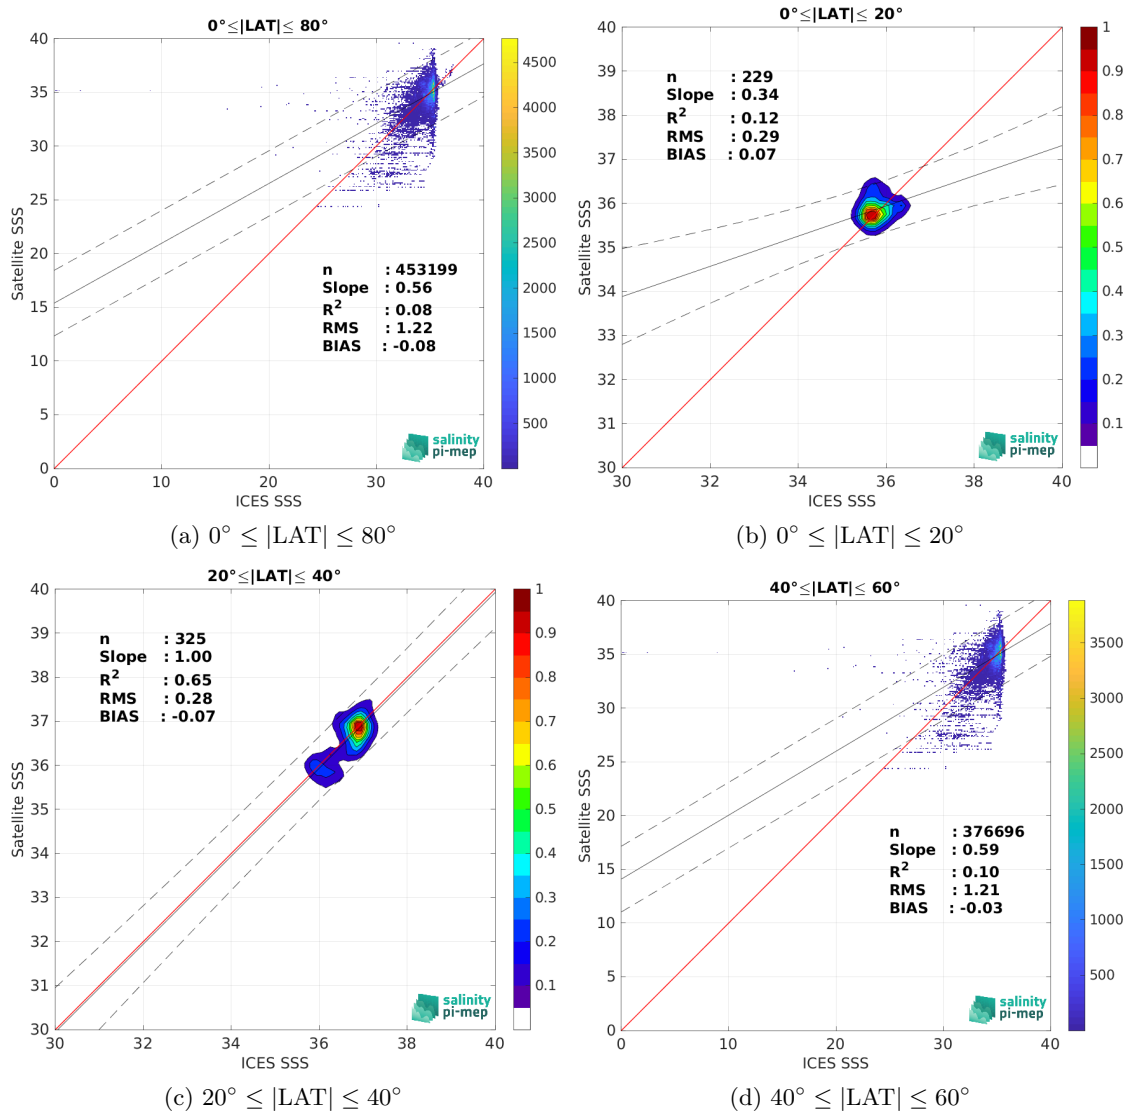 0°≤|LAT|≤ 80°
40
35
30
25
20
15
10
5
0
Satellite SSS
n : 453199
Slope : 0.56
R² : 0.08
RMS : 1.22
BIAS : -0.08
salinity
pi-mep
0 10 20 30 40
ICES SSS
4500
4000
3500
3000
2500
2000
1500
1000
500
(a) 0° ≤ |LAT| ≤ 80°
0°≤|LAT|≤ 20°
40
39
38
37
36
35
34
33
32
31
30
Satellite SSS
n : 229
Slope : 0.34
R² : 0.12
RMS : 0.29
BIAS : 0.07
salinity
pi-mep
30 32 34 36 38 40
ICES SSS
1
0.9
0.8
0.7
0.6
0.5
0.4
0.3
0.2
0.1
(b) 0° ≤ |LAT| ≤ 20°
20°≤|LAT|≤ 40°
40
39
38
37
36
35
34
33
32
31
30
Satellite SSS
n : 325
Slope : 1.00
R² : 0.65
RMS : 0.28
BIAS : -0.07
salinity
pi-mep
30 32 34 36 38 40
ICES SSS
1
0.9
0.8
0.7
0.6
0.5
0.4
0.3
0.2
0.1
(c) 20° ≤ |LAT| ≤ 40°
40°≤|LAT|≤ 60°
40
35
30
25
20
15
10
5
0
Satellite SSS
n : 376696
Slope : 0.59
R² : 0.10
RMS : 1.21
BIAS : -0.03
salinity
pi-mep
0 10 20 30 40
ICES SSS
3500
3000
2500
2000
1500
1000
500
(d) 40° ≤ |LAT| ≤ 60°